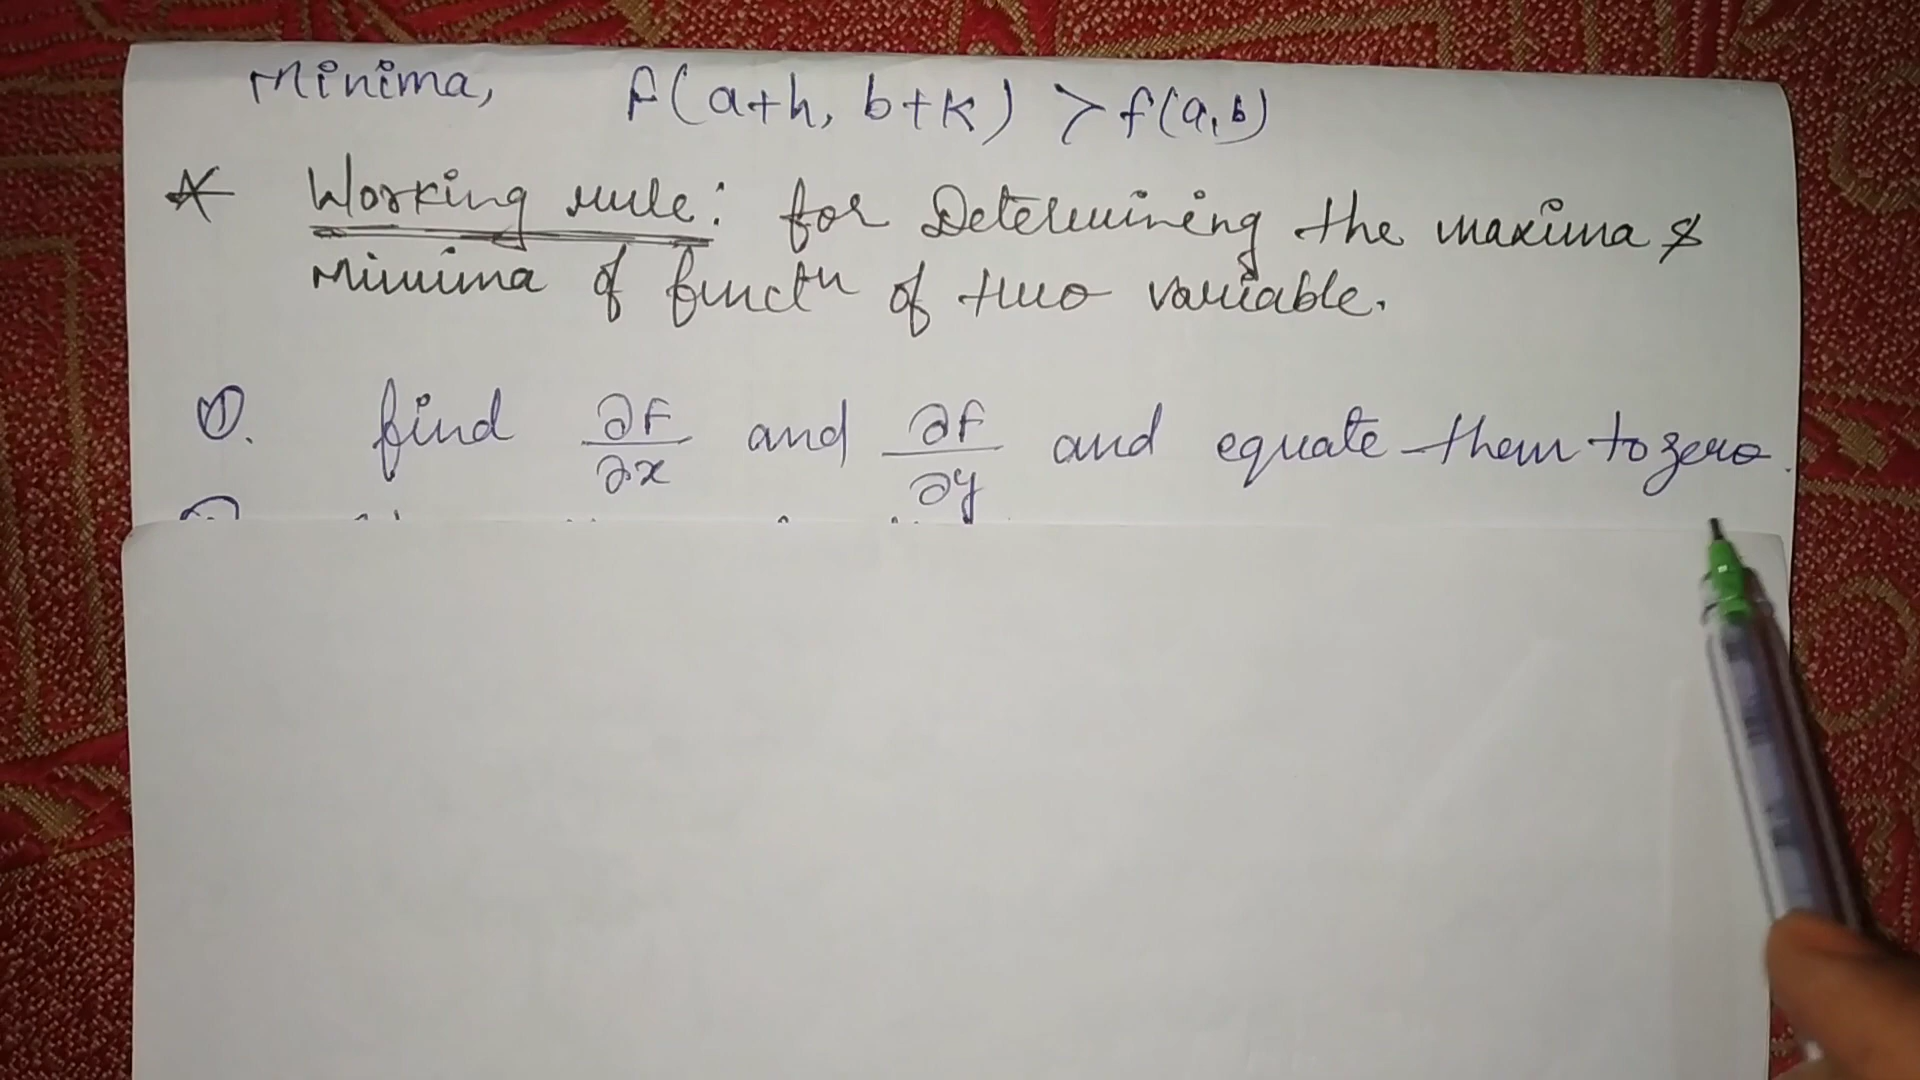 Minima, f(a+h, b+k) > f(a,b)
* Working rule: for Determining the maxima &
Minima of functn of two variable.
①. find ∂f/∂x and ∂f/∂y and equate them to zero.